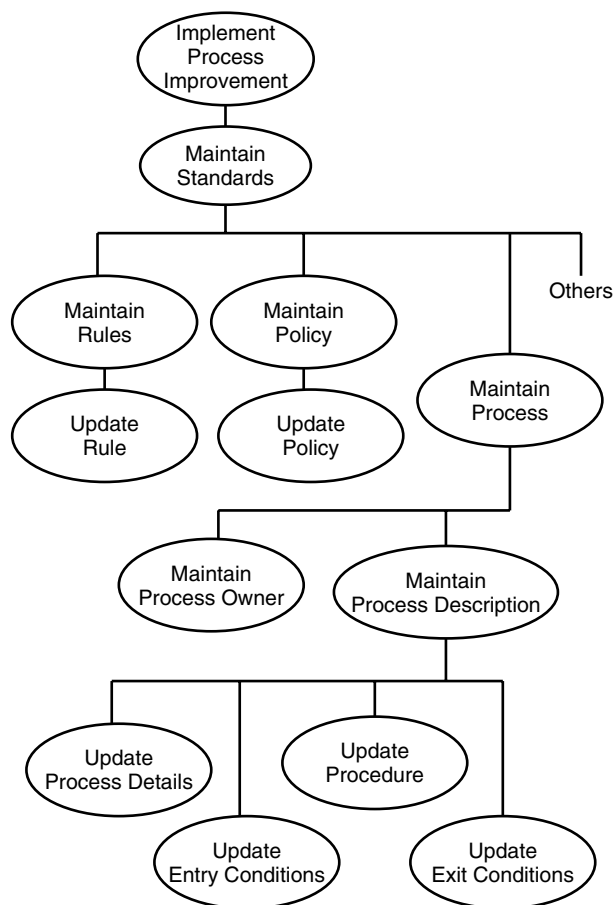 Implement
Process
Improvement
Maintain
Standards
Others
Maintain
Rules
Maintain
Policy
Maintain
Process
Update
Rule
Update
Policy
Maintain
Process Owner
Maintain
Process Description
Update
Process Details
Update
Procedure
Update
Entry Conditions
Update
Exit Conditions